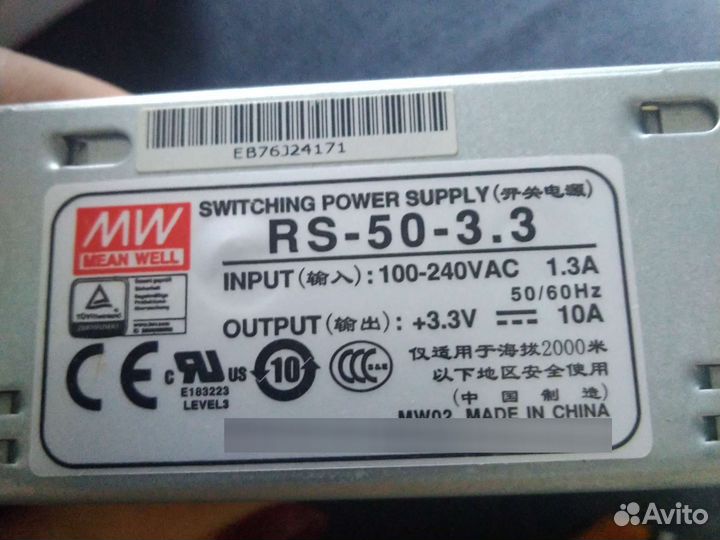 EB76J24171
SWITCHING POWER SUPPLY(开关电源)
MW
MEAN WELL
RS-50-3.3
INPUT(输入):100-240VAC 1.3A
50/60Hz
OUTPUT(输出): +3.3V ⎓ 10A
CE
c RU US
E183223
LEVEL3
10
CCC
S&E
仅适用于海拔2000米
以下地区安全使用
(中国制造)
MW02 MADE IN CHINA
Avito